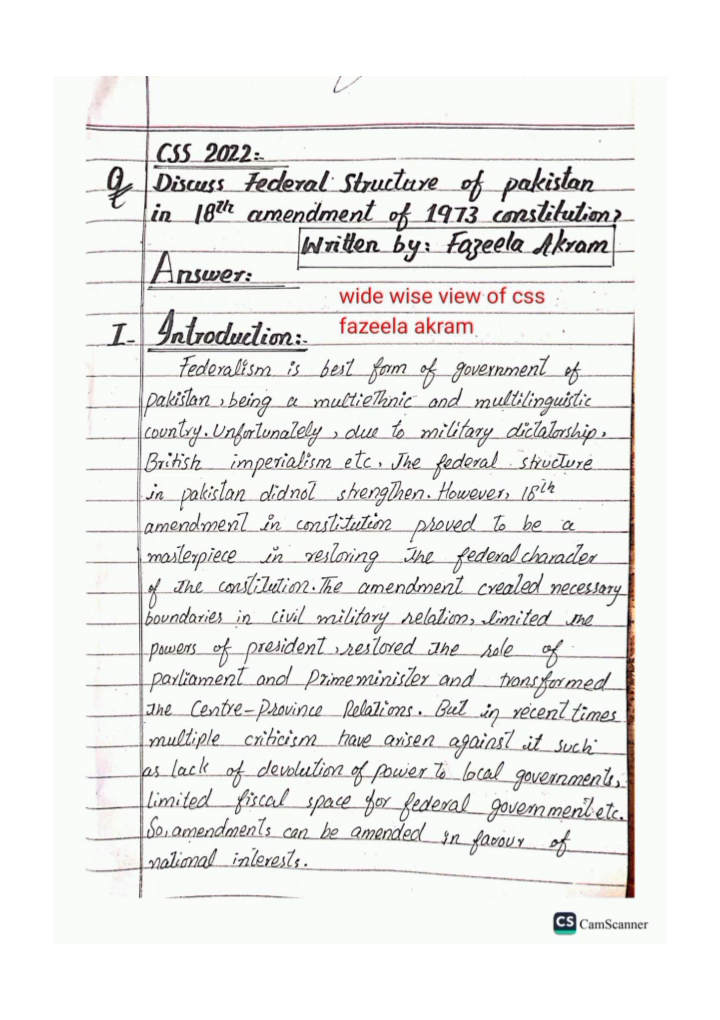 CSS 2022:-
Q Discuss Federal Structure of pakistan
in 18th amendment of 1973 constitution?
Written by: Fazeela Akram
Answer:
wide wise view of css
fazeela akram
I- Introduction:-
Federalism is best form of government of
pakistan, being a multiethnic and multilinguistic
country. Unfortunately, due to military dictatorship,
British imperialism etc, The federal structure
in pakistan didnot strengthen. However, 18th
amendment in constitution proved to be a
masterpiece in restoring the federal character
of the constitution. The amendment created necessary
boundaries in civil military relation, limited the
powers of president, restored the role of
parliament and Prime minister and transformed
the Centre-Province Relations. But in recent times
multiple criticism have arisen against it such
as lack of devolution of power to local governments,
limited fiscal space for federal government etc.
So, amendments can be amended in favour of
national interests.
CS CamScanner